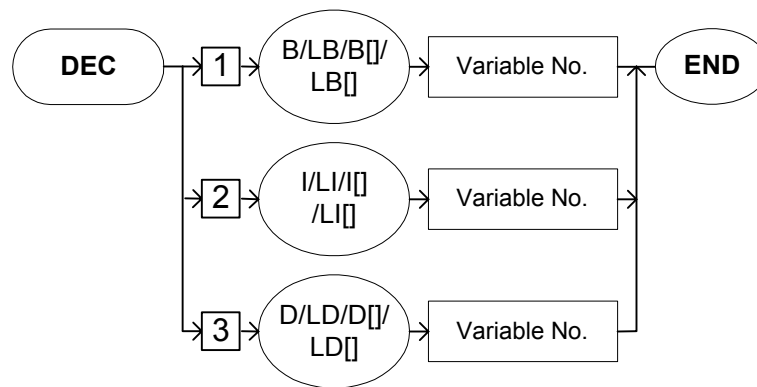 DEC
1
B/LB/B[]/
LB[]
Variable No.
END
2
I/LI/I[]
/LI[]
Variable No.
3
D/LD/D[]/
LD[]
Variable No.